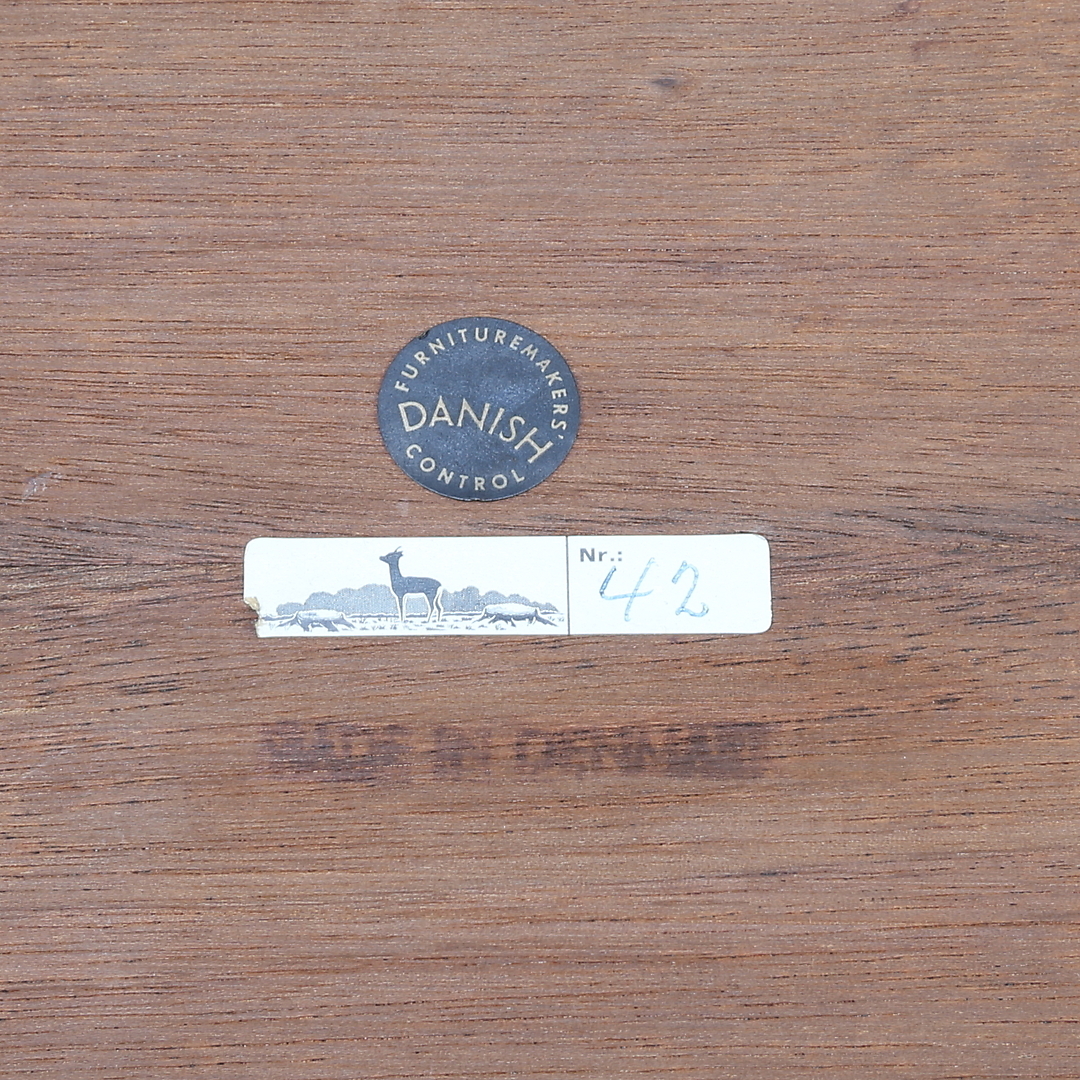 FURNITUREMAKERS'
DANISH
CONTROL
Nr.:
42
MADE IN DENMARK